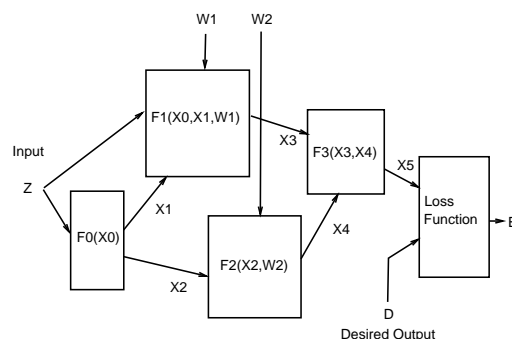 W1
W2
F1(X0,X1,W1)
X3
F3(X3,X4)
Input
X5
Z
X1
Loss
Function
E
F0(X0)
X4
F2(X2,W2)
X2
D
Desired Output